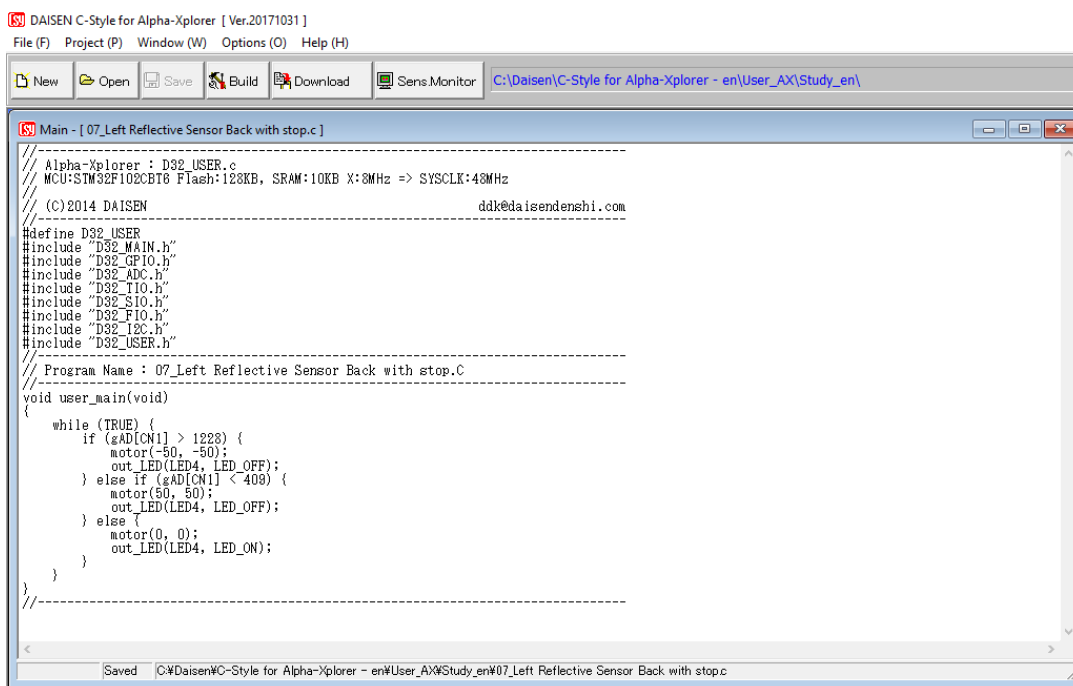 DAISEN C-Style for Alpha-Xplorer [ Ver.20171031 ]
File (F) Project (P) Window (W) Options (O) Help (H)
New Open Save Build Download Sens.Monitor C:\Daisen\C-Style for Alpha-Xplorer - en\User_AX\Study_en\
Main - [ 07_Left Reflective Sensor Back with stop.c ]
//--------------------------------------------------------------------------------
// Alpha-Xplorer : D32_USER.c
// MCU:STM32F102CBT6 Flash:128KB, SRAM:10KB X:8MHz => SYSCLK:48MHz
//
// (C)2014 DAISEN ddk@daisendenshi.com
//--------------------------------------------------------------------------------
#define D32_USER
#include "D32_MAIN.h"
#include "D32_GPIO.h"
#include "D32_ADC.h"
#include "D32_TIO.h"
#include "D32_SIO.h"
#include "D32_FIO.h"
#include "D32_I2C.h"
#include "D32_USER.h"
//--------------------------------------------------------------------------------
// Program Name : 07_Left Reflective Sensor Back with stop.C
//--------------------------------------------------------------------------------
void user_main(void)
{
    while (TRUE) {
        if (gAD[CN1] > 1228) {
            motor(-50, -50);
            out_LED(LED4, LED_OFF);
        } else if (gAD[CN1] < 409) {
            motor(50, 50);
            out_LED(LED4, LED_OFF);
        } else {
            motor(0, 0);
            out_LED(LED4, LED_ON);
        }
    }
}
//--------------------------------------------------------------------------------
Saved C:¥Daisen¥C-Style for Alpha-Xplorer - en¥User_AX¥Study_en¥07_Left Reflective Sensor Back with stop.c